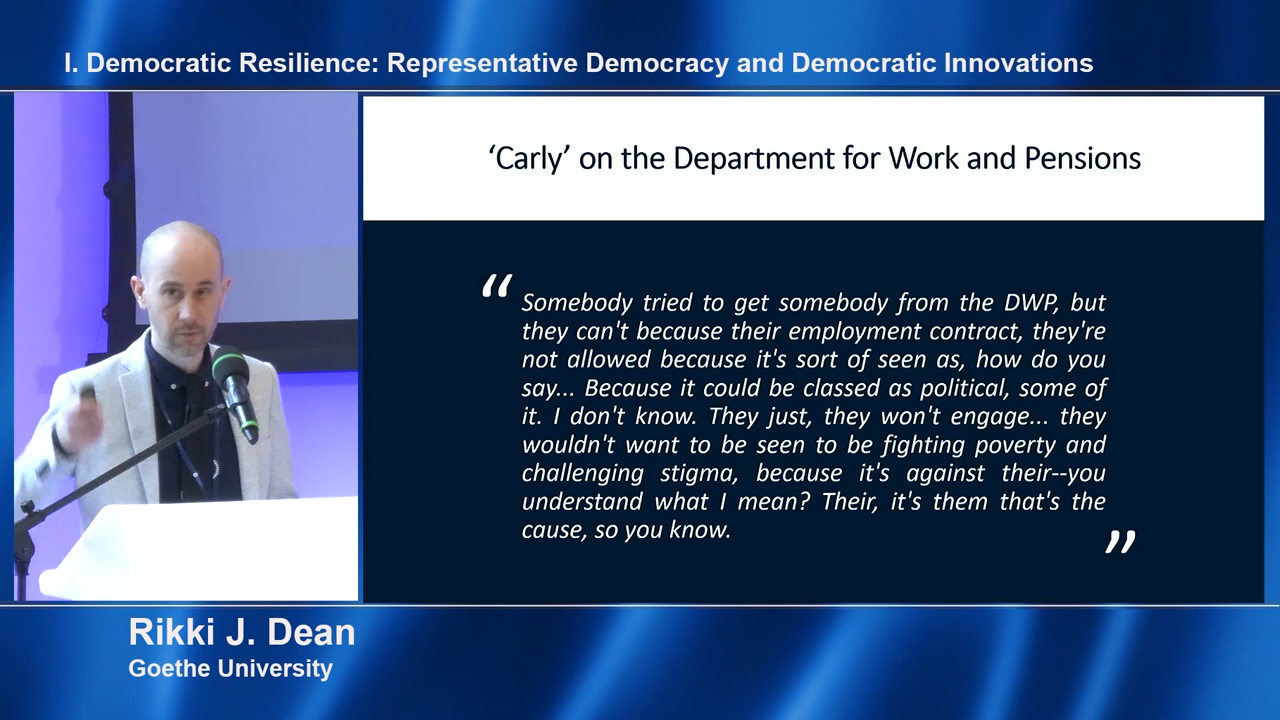 I. Democratic Resilience: Representative Democracy and Democratic Innovations
‘Carly’ on the Department for Work and Pensions
“Somebody tried to get somebody from the DWP, but
they can't because their employment contract, they're
not allowed because it's sort of seen as, how do you
say... Because it could be classed as political, some of
it. I don't know. They just, they won't engage... they
wouldn't want to be seen to be fighting poverty and
challenging stigma, because it's against their--you
understand what I mean? Their, it's them that's the
cause, so you know.”
Rikki J. Dean
Goethe University